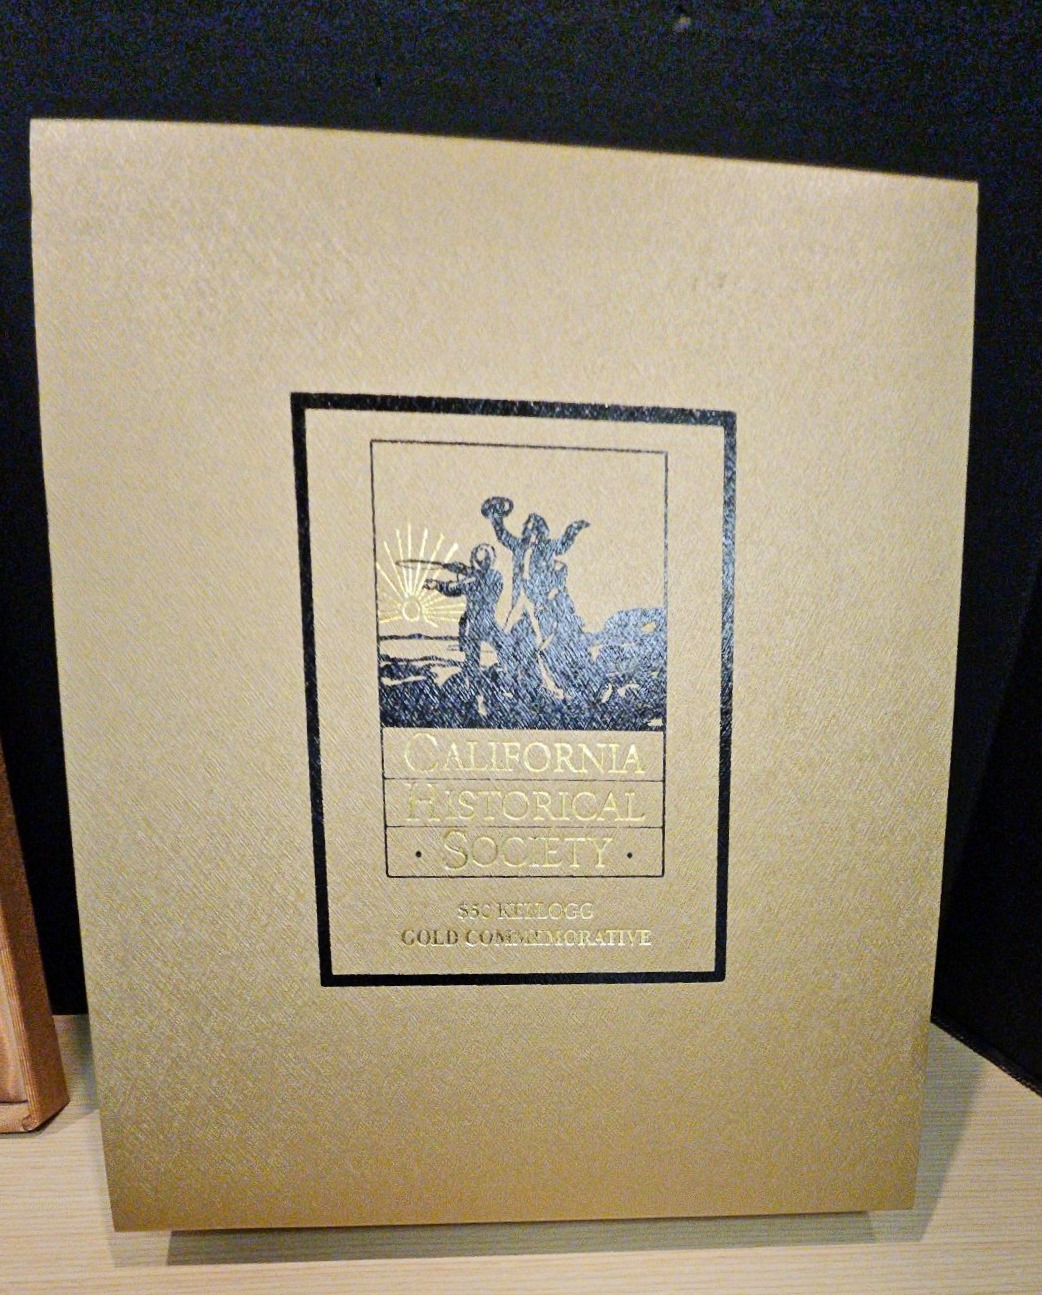 CALIFORNIA
HISTORICAL
· SOCIETY ·
$50 KELLOGG
GOLD COMMEMORATIVE